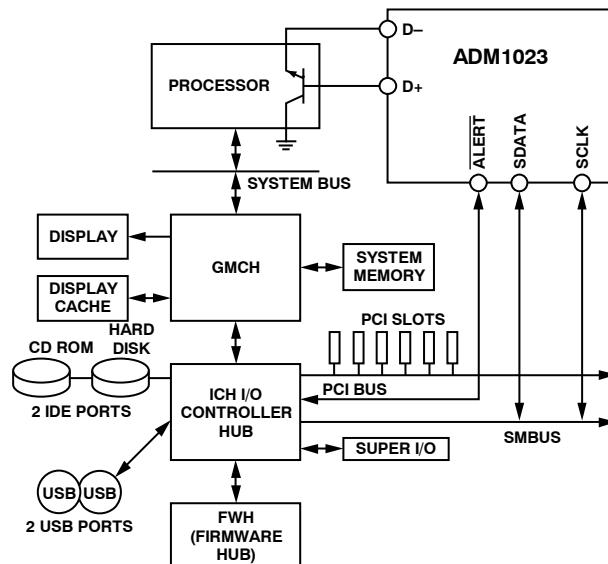 D–
ADM1023
PROCESSOR
D+
ALERT
SDATA
SCLK
SYSTEM BUS
DISPLAY
GMCH
SYSTEM
MEMORY
DISPLAY
CACHE
HARD
DISK
CD ROM
PCI SLOTS
2 IDE PORTS
ICH I/O
CONTROLLER
HUB
PCI BUS
SMBUS
SUPER I/O
USB
USB
2 USB PORTS
FWH
(FIRMWARE
HUB)